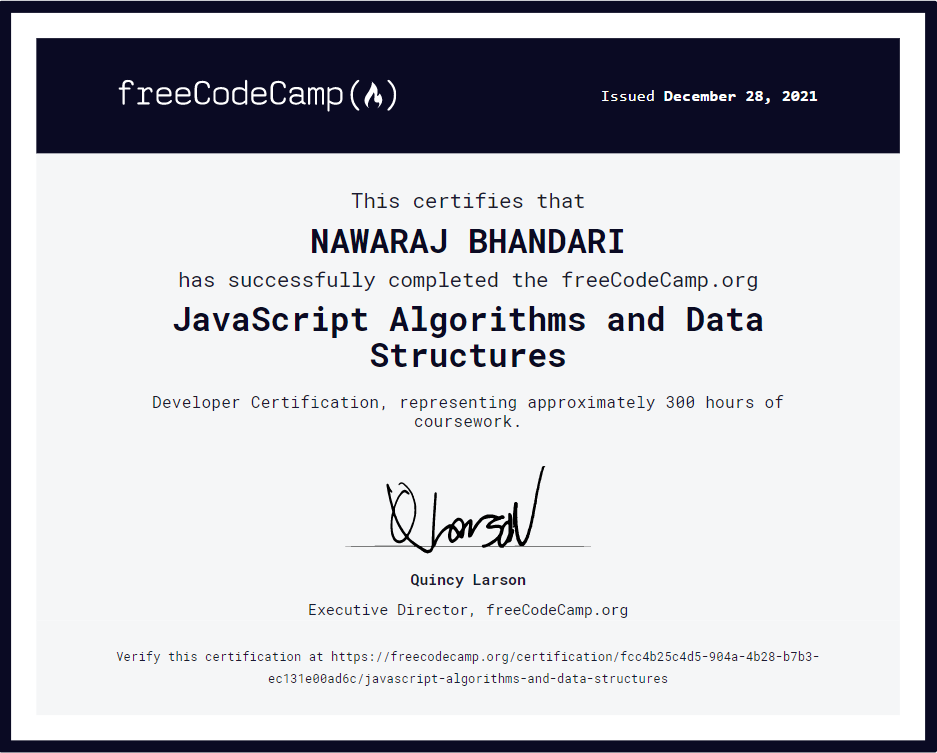 freeCodeCamp(🔥)
Issued December 28, 2021
This certifies that
NAWARAJ BHANDARI
has successfully completed the freeCodeCamp.org
JavaScript Algorithms and Data
Structures
Developer Certification, representing approximately 300 hours of
coursework.
Q Larson
Quincy Larson
Executive Director, freeCodeCamp.org
Verify this certification at https://freecodecamp.org/certification/fcc4b25c4d5-904a-4b28-b7b3-
ec131e00ad6c/javascript-algorithms-and-data-structures